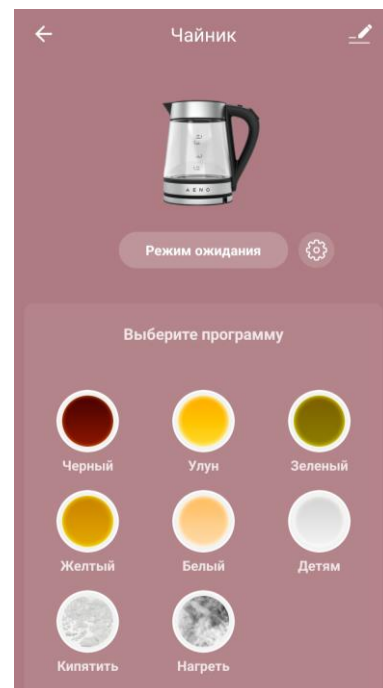 Чайник
AENO
Режим ожидания
Выберите программу
Черный
Улун
Зеленый
Желтый
Белый
Детям
Кипятить
Нагреть